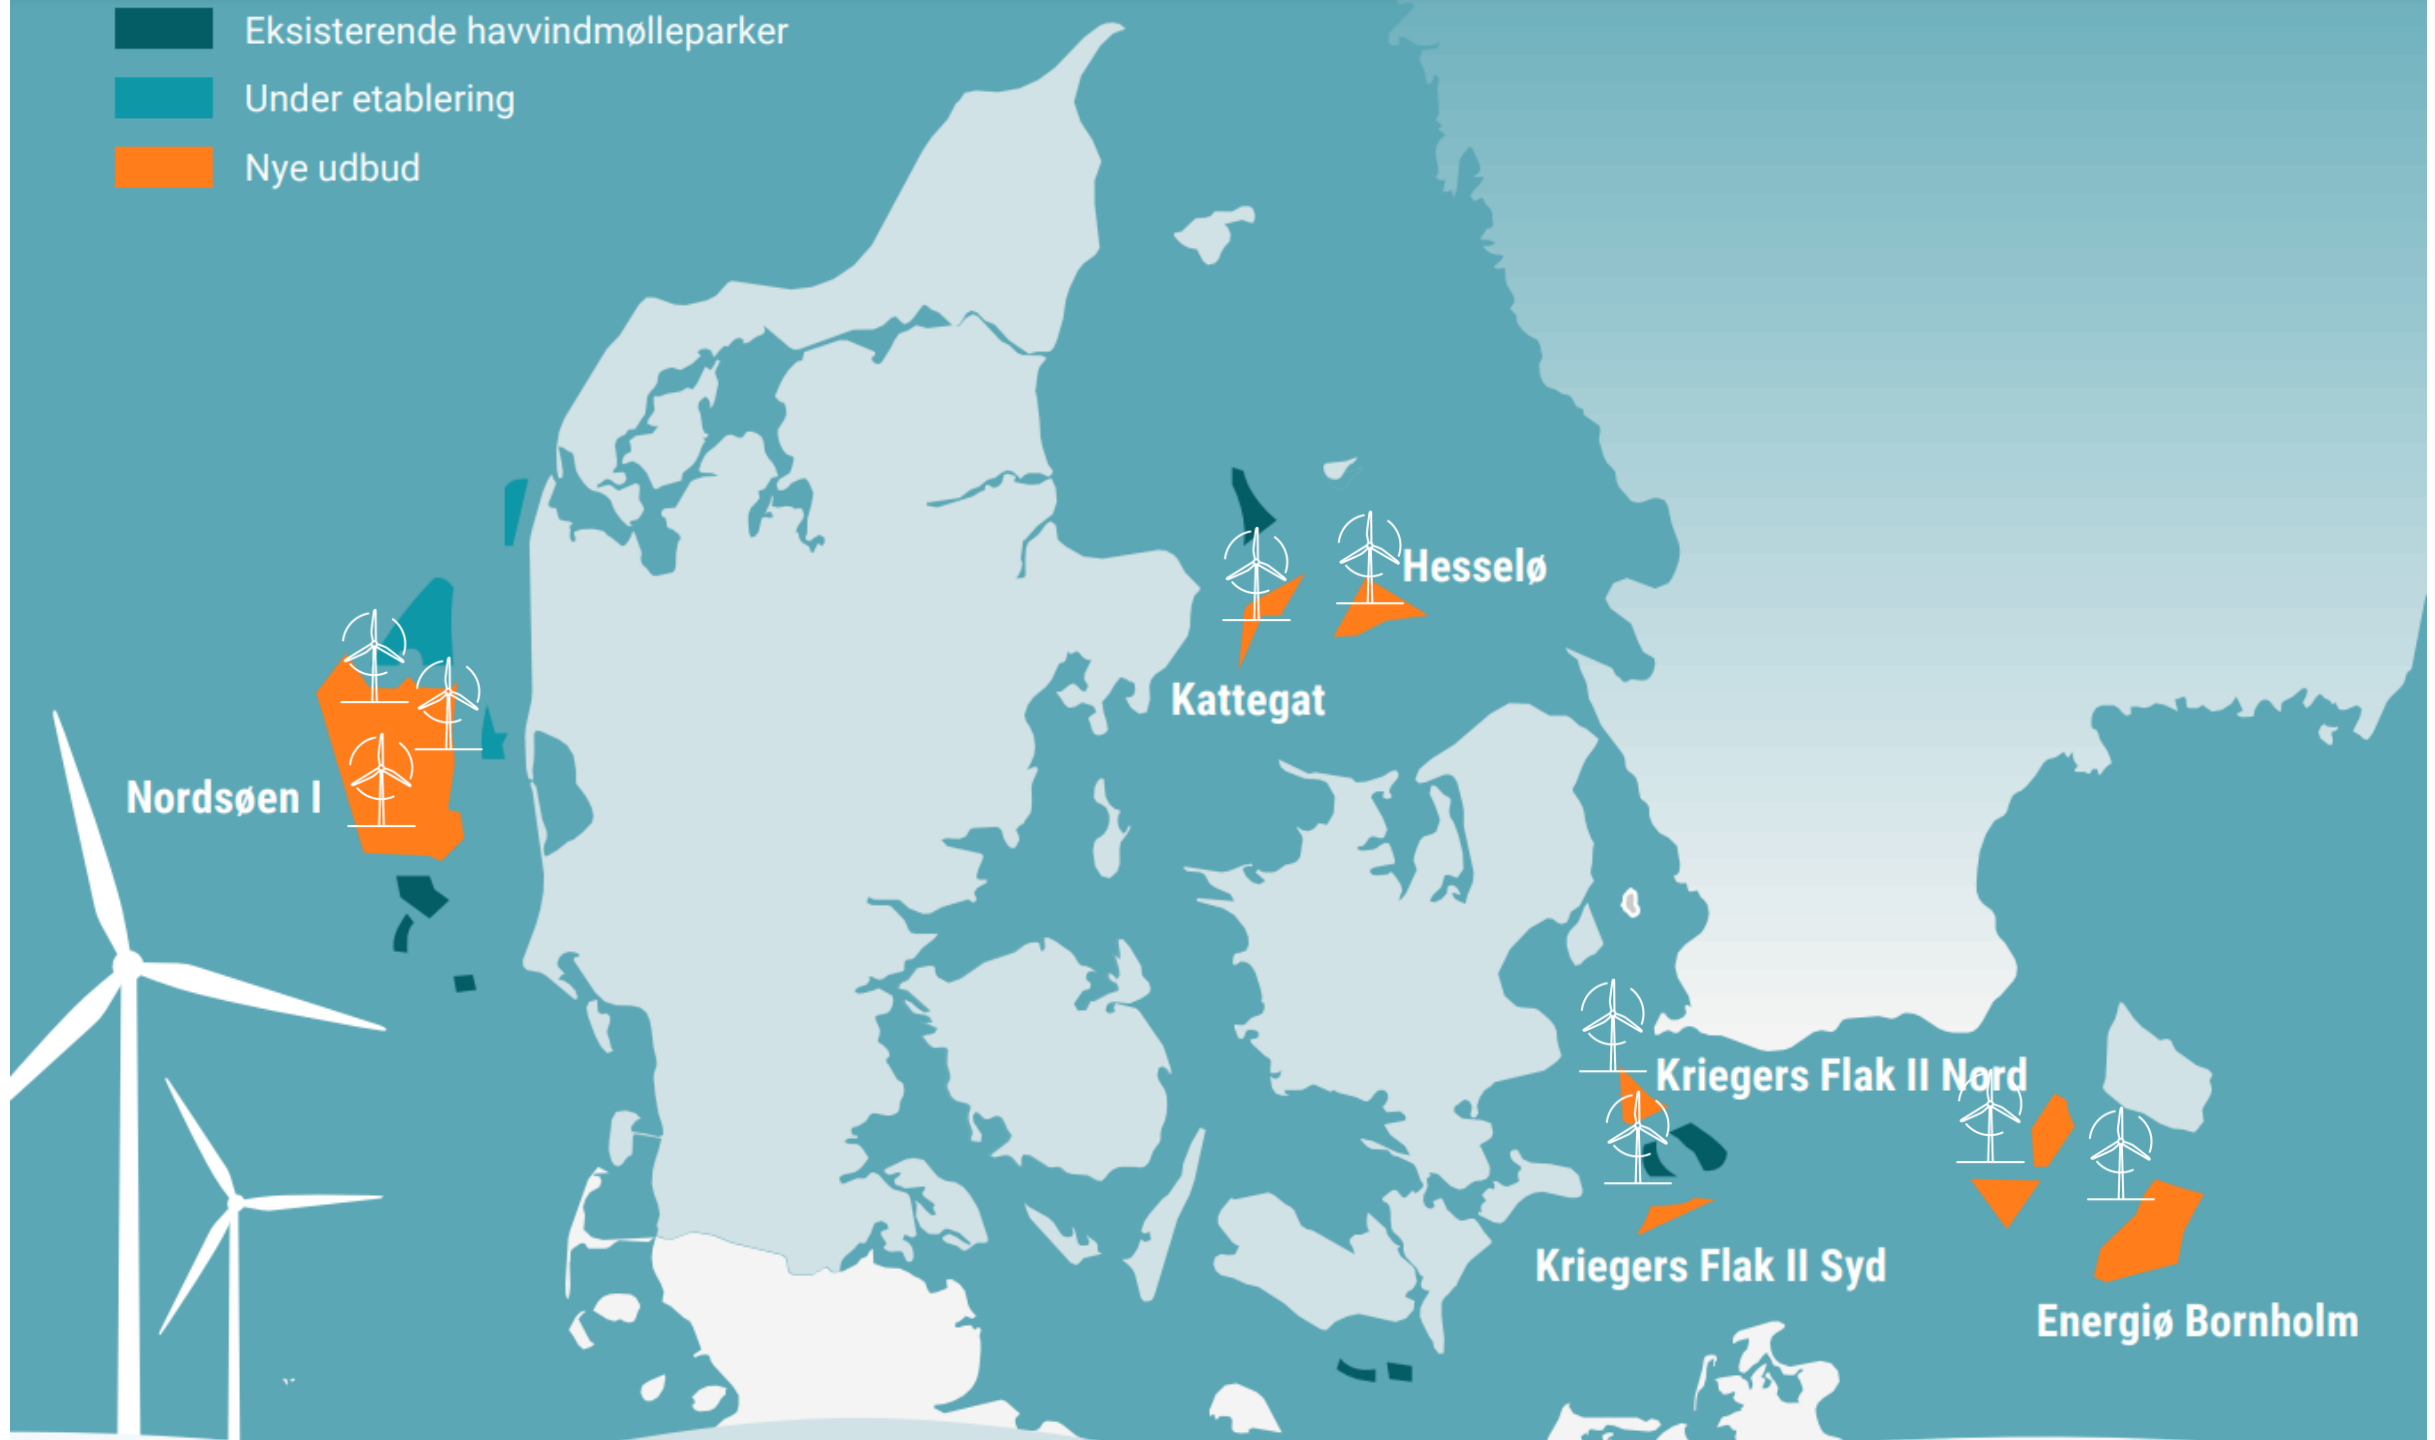 Eksisterende havvindmølleparker
Under etablering
Nye udbud
Hesselø
Kattegat
Nordsøen I
Kriegers Flak II Nord
Kriegers Flak II Syd
Energiø Bornholm